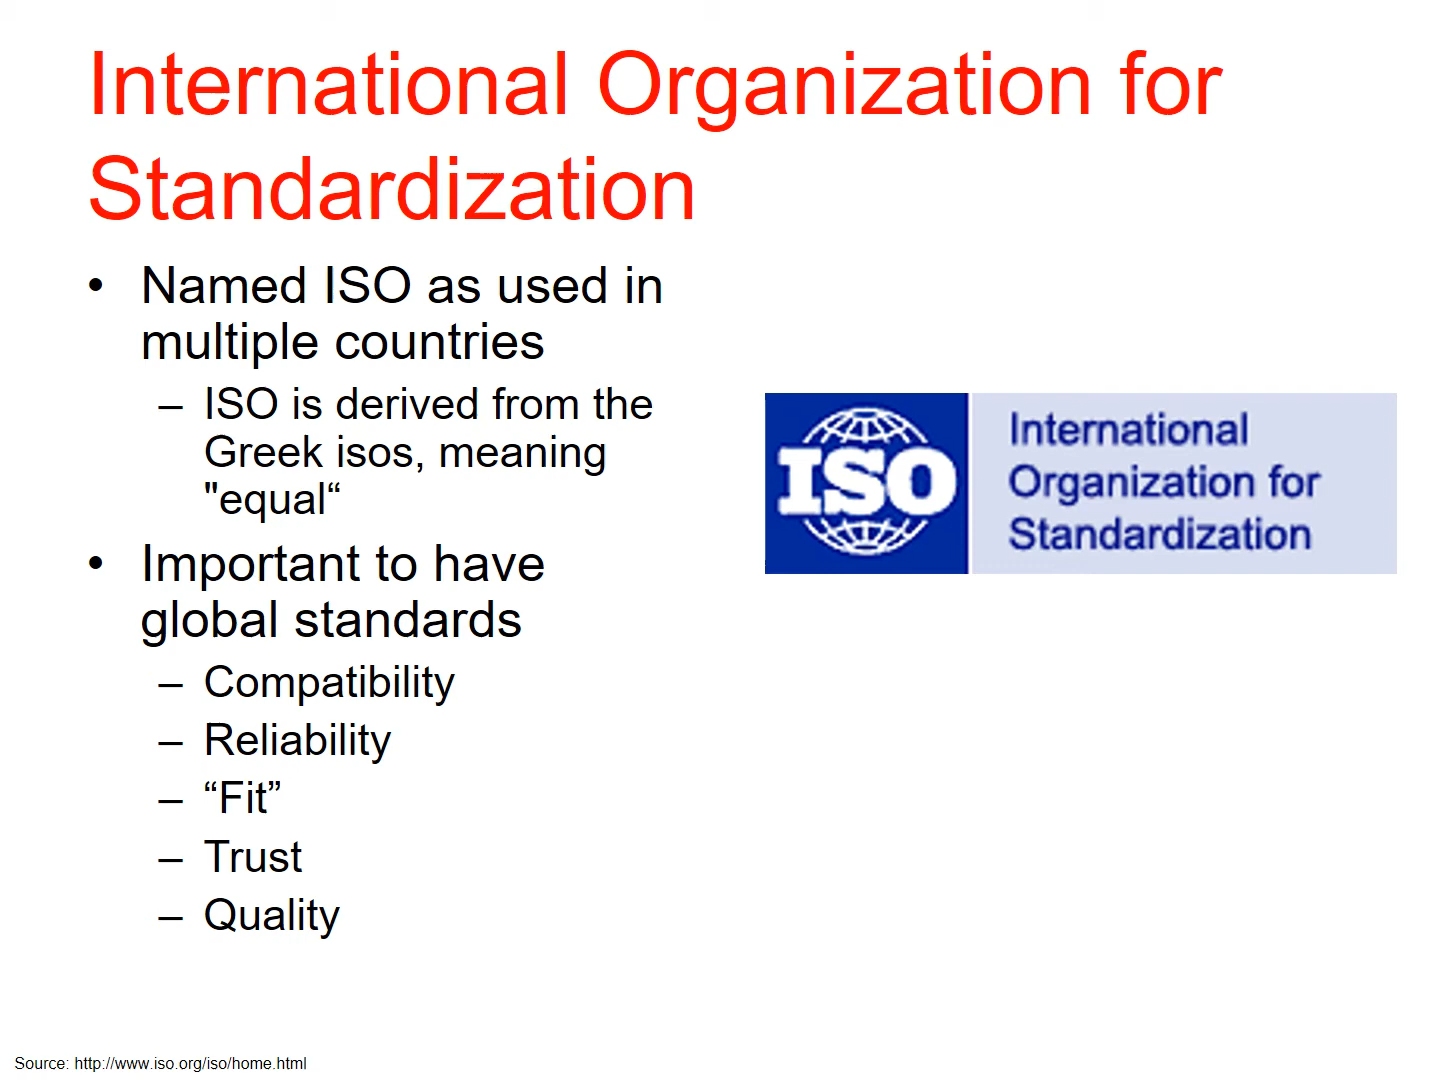 International Organization for
Standardization
• Named ISO as used in
multiple countries
– ISO is derived from the
Greek isos, meaning
"equal“
• Important to have
global standards
– Compatibility
– Reliability
– “Fit”
– Trust
– Quality
ISO
International
Organization for
Standardization
Source: http://www.iso.org/iso/home.html